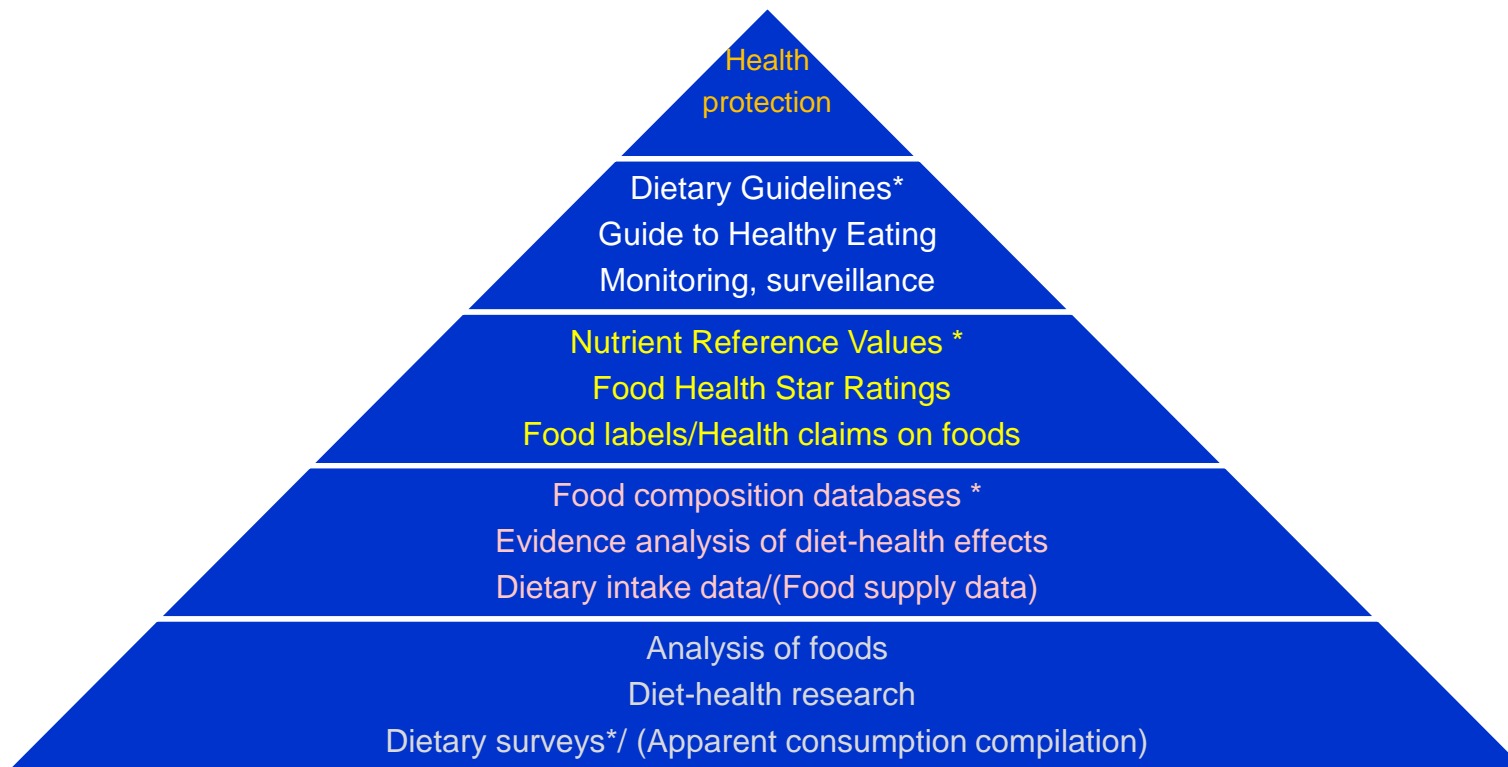 Health
protection
Dietary Guidelines*
Guide to Healthy Eating
Monitoring, surveillance
Nutrient Reference Values *
Food Health Star Ratings
Food labels/Health claims on foods
Food composition databases *
Evidence analysis of diet-health effects
Dietary intake data/(Food supply data)
Analysis of foods
Diet-health research
Dietary surveys*/ (Apparent consumption compilation)